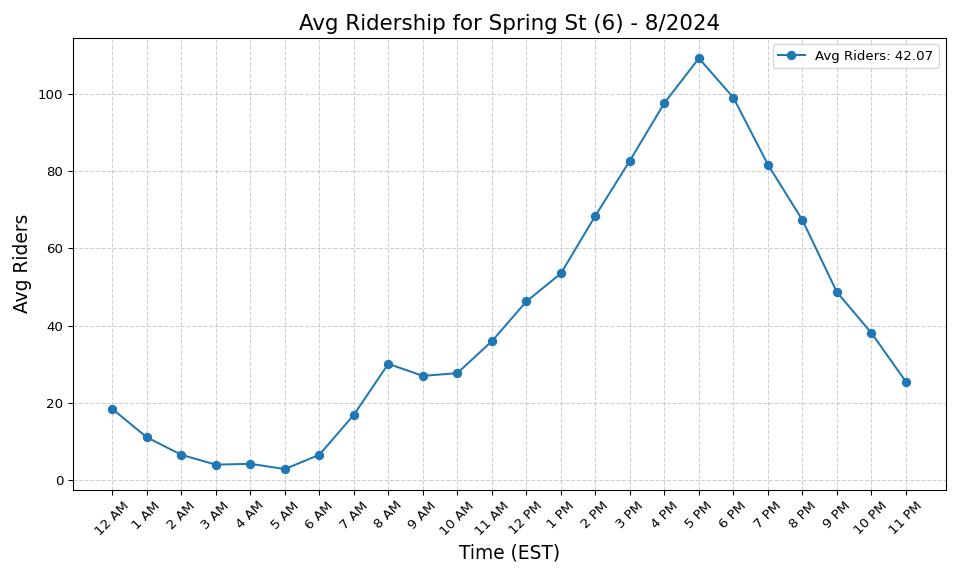 Avg Ridership for Spring St (6) - 8/2024
Avg Riders: 42.07
Avg Riders
100
80
60
40
20
0
12 AM
1 AM
2 AM
3 AM
4 AM
5 AM
6 AM
7 AM
8 AM
9 AM
10 AM
11 AM
12 PM
1 PM
2 PM
3 PM
4 PM
5 PM
6 PM
7 PM
8 PM
9 PM
10 PM
11 PM
Time (EST)